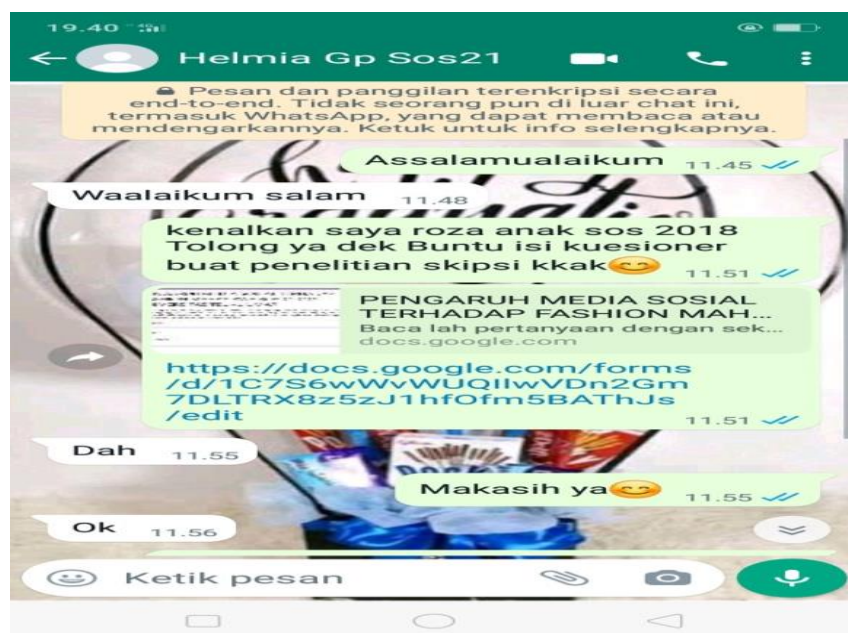 19.40
Helmia Gp Sos21
Pesan dan panggilan terenkripsi secara
end-to-end. Tidak seorang pun di luar chat ini,
termasuk WhatsApp, yang dapat membaca atau
mendengarkannya. Ketuk untuk info selengkapnya.
Assalamualaikum 11.45
Waalaikum salam 11.48
kenalkan saya roza anak sos 2018
Tolong ya dek Buntu isi kuesioner
buat penelitian skipsi kkak😊 11.51
PENGARUH MEDIA SOSIAL
TERHADAP FASHION MAH...
Baca lah pertanyaan dengan sek...
docs.google.com
https://docs.google.com/forms
/d/1C7S6wWvWUQIIwVDn2Gm
7DLTRX8z5zJ1hfOfm5BAThJs
/edit 11.51
Dah 11.55
Makasih ya😊 11.55
Ok 11.56
Ketik pesan